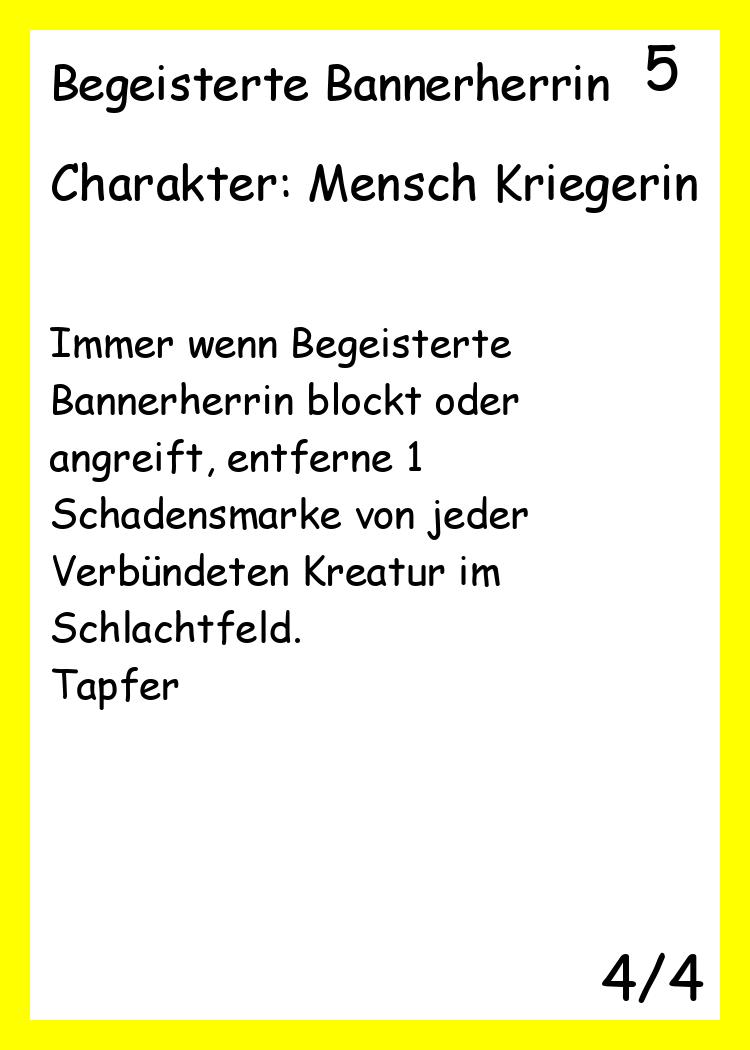 Begeisterte Bannerherrin 5
Charakter: Mensch Kriegerin
Immer wenn Begeisterte
Bannerherrin blockt oder
angreift, entferne 1
Schadensmarke von jeder
Verbündeten Kreatur im
Schlachtfeld.
Tapfer
4/4